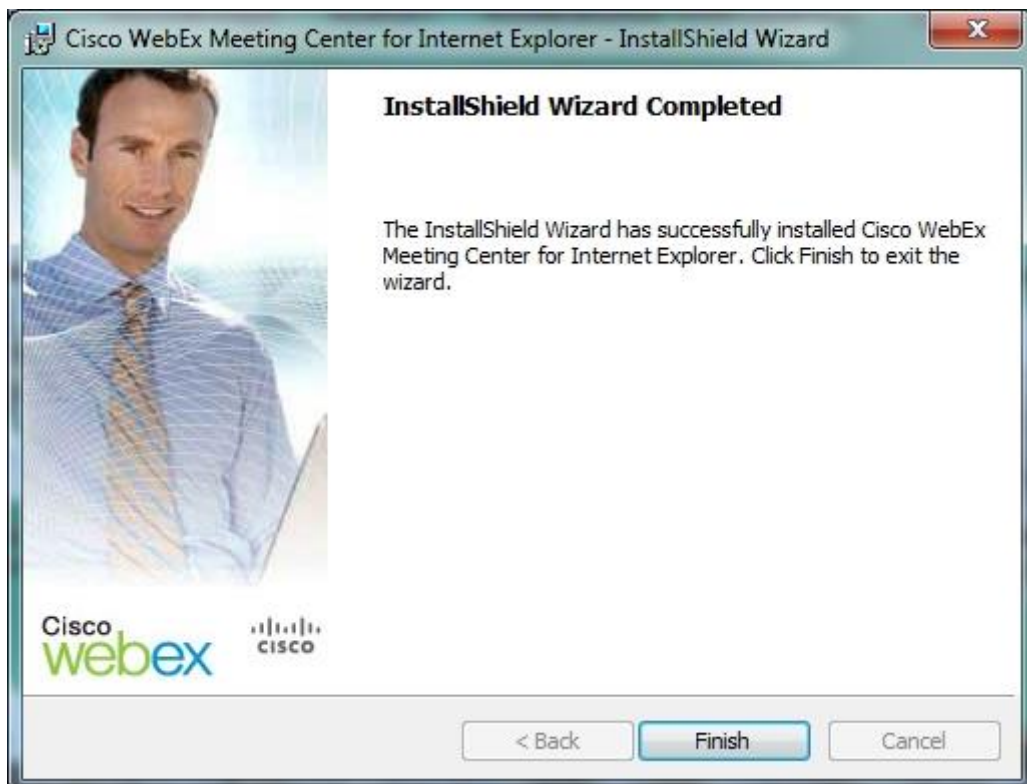 Cisco WebEx Meeting Center for Internet Explorer - InstallShield Wizard
InstallShield Wizard Completed
The InstallShield Wizard has successfully installed Cisco WebEx
Meeting Center for Internet Explorer. Click Finish to exit the
wizard.
Cisco
webex
CISCO
< Back
Finish
Cancel